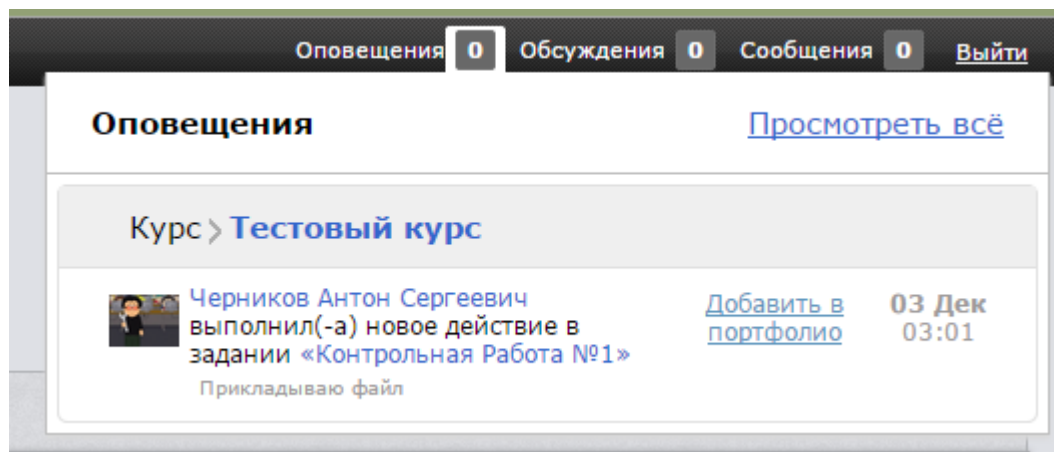 Оповещения 0 Обсуждения 0 Сообщения 0 Выйти
Оповещения Просмотреть всё
Курс Тестовый курс
Черников Антон Сергеевич
выполнил(-а) новое действие в
задании «Контрольная Работа №1»
Прикладываю файл
Добавить в
портфолио
03 Дек
03:01